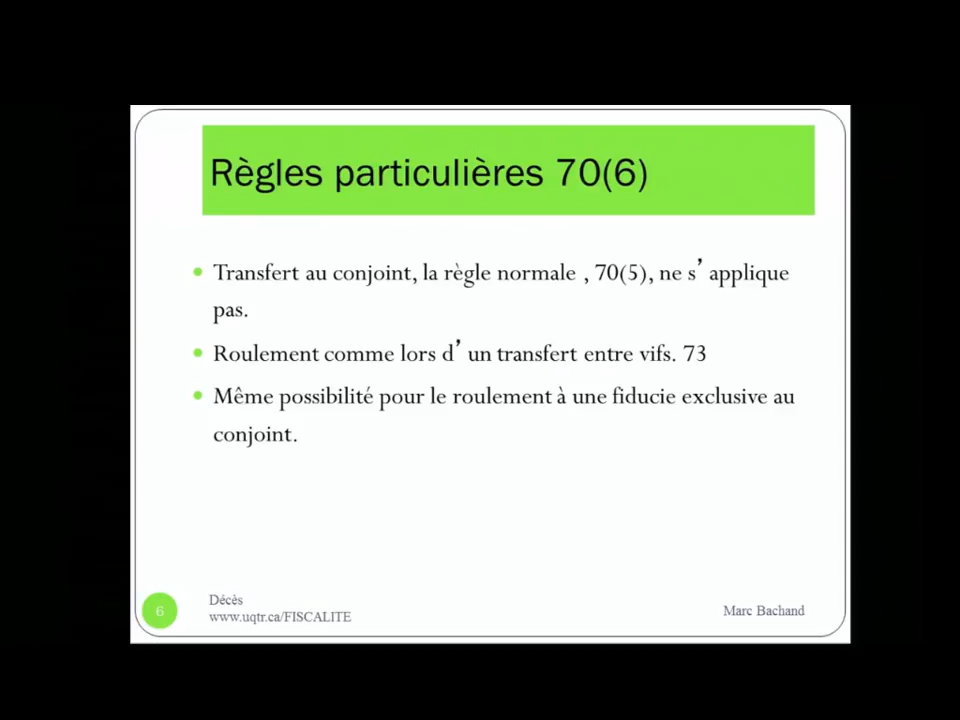 Règles particulières 70(6)
Transfert au conjoint, la règle normale , 70(5), ne s’ applique
pas.
Roulement comme lors d’ un transfert entre vifs. 73
Même possibilité pour le roulement à une fiducie exclusive au
conjoint.
6
Décès
www.uqtr.ca/FISCALITE
Marc Bachand